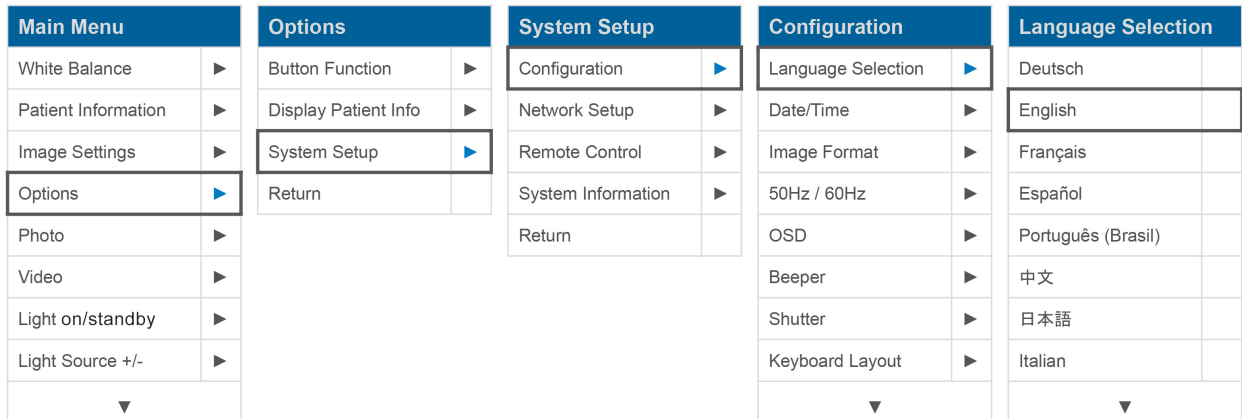 Main Menu
White Balance ►
Patient Information ►
Image Settings ►
Options ►
Photo ►
Video ►
Light on/standby ►
Light Source +/- ►
▼
Options
Button Function ►
Display Patient Info ►
System Setup ►
Return
System Setup
Configuration ►
Network Setup ►
Remote Control ►
System Information ►
Return
Configuration
Language Selection ►
Date/Time ►
Image Format ►
50Hz / 60Hz ►
OSD ►
Beeper ►
Shutter ►
Keyboard Layout ►
▼
Language Selection
Deutsch
English
Français
Español
Português (Brasil)
中文
日本語
Italian
▼